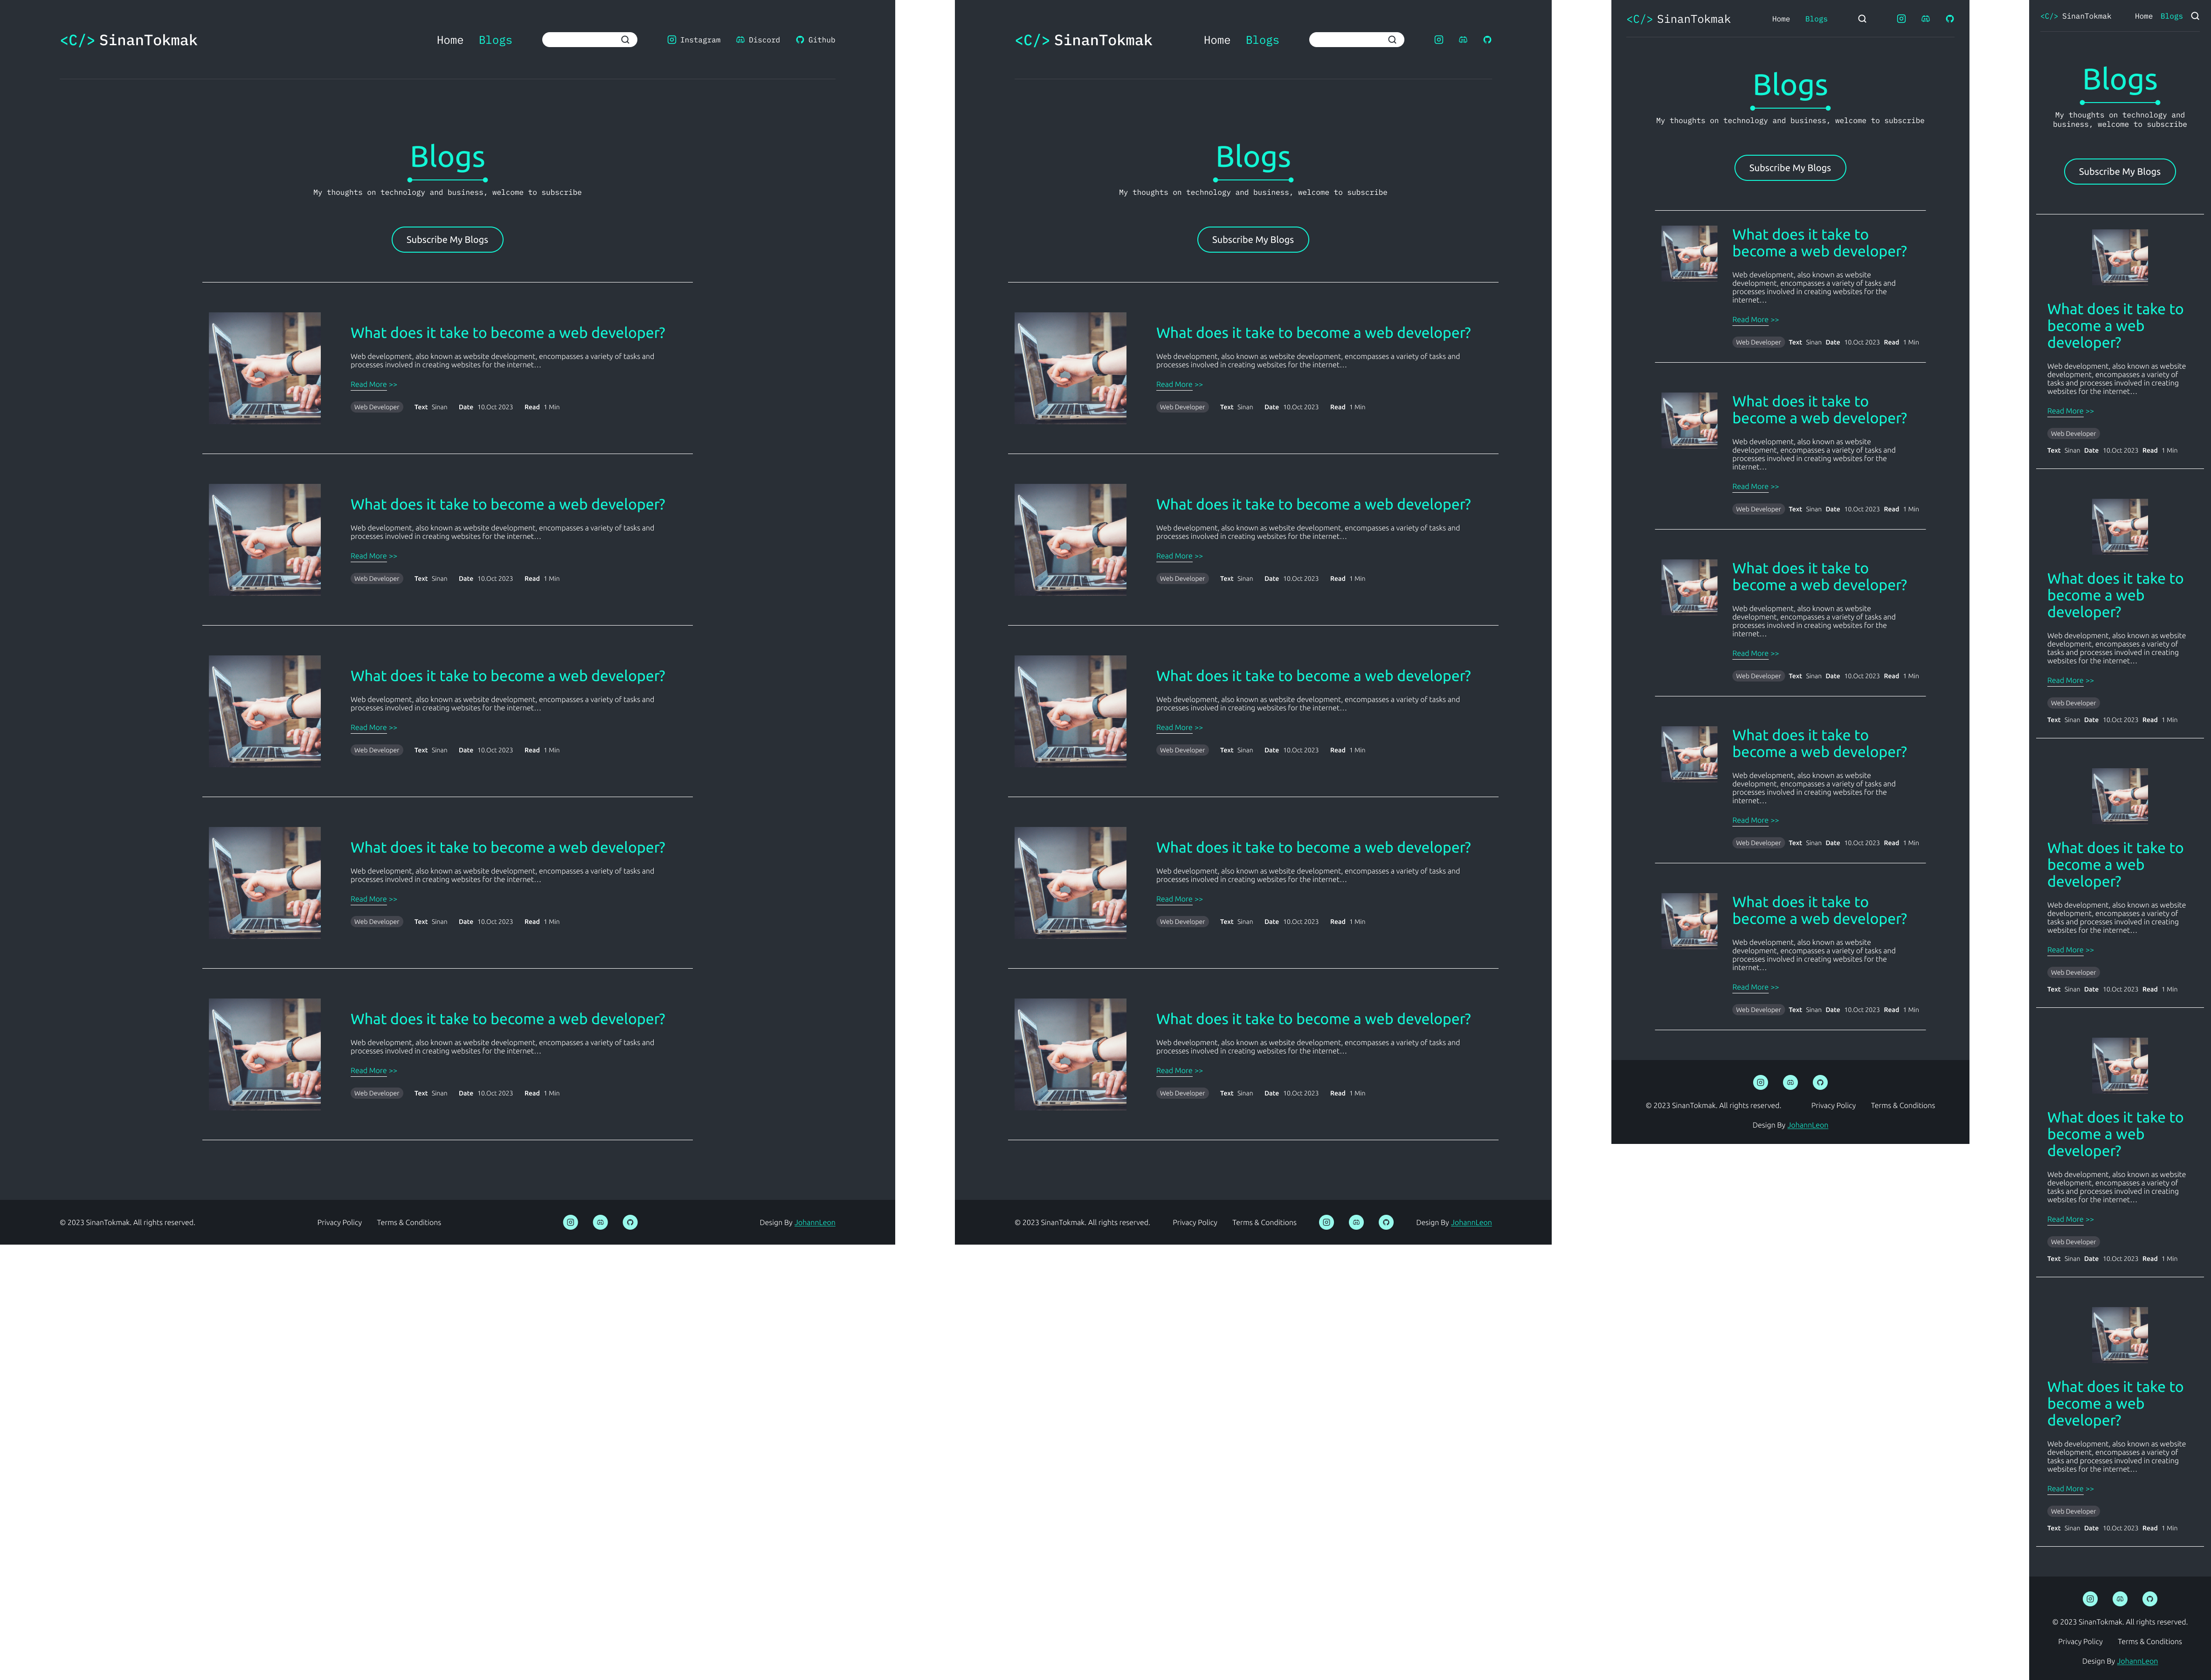 <C/> SinanTokmak Home Blogs Instagram Discord Github
Blogs
My thoughts on technology and business, welcome to subscribe
Subscribe My Blogs
What does it take to become a web developer?
Web development, also known as website development, encompasses a variety of tasks and
processes involved in creating websites for the internet...
Read More >>
Web Developer Text Sinan Date 10.Oct 2023 Read 1 Min
What does it take to become a web developer?
Web development, also known as website development, encompasses a variety of tasks and
processes involved in creating websites for the internet...
Read More >>
Web Developer Text Sinan Date 10.Oct 2023 Read 1 Min
What does it take to become a web developer?
Web development, also known as website development, encompasses a variety of tasks and
processes involved in creating websites for the internet...
Read More >>
Web Developer Text Sinan Date 10.Oct 2023 Read 1 Min
What does it take to become a web developer?
Web development, also known as website development, encompasses a variety of tasks and
processes involved in creating websites for the internet...
Read More >>
Web Developer Text Sinan Date 10.Oct 2023 Read 1 Min
What does it take to become a web developer?
Web development, also known as website development, encompasses a variety of tasks and
processes involved in creating websites for the internet...
Read More >>
Web Developer Text Sinan Date 10.Oct 2023 Read 1 Min
© 2023 SinanTokmak. All rights reserved. Privacy Policy Terms & Conditions Design By JohannLeon
<C/> SinanTokmak Home Blogs
Blogs
My thoughts on technology and business, welcome to subscribe
Subscribe My Blogs
What does it take to become a web developer?
Web development, also known as website development, encompasses a variety of tasks and
processes involved in creating websites for the internet...
Read More >>
Web Developer Text Sinan Date 10.Oct 2023 Read 1 Min
What does it take to become a web developer?
Web development, also known as website development, encompasses a variety of tasks and
processes involved in creating websites for the internet...
Read More >>
Web Developer Text Sinan Date 10.Oct 2023 Read 1 Min
What does it take to become a web developer?
Web development, also known as website development, encompasses a variety of tasks and
processes involved in creating websites for the internet...
Read More >>
Web Developer Text Sinan Date 10.Oct 2023 Read 1 Min
What does it take to become a web developer?
Web development, also known as website development, encompasses a variety of tasks and
processes involved in creating websites for the internet...
Read More >>
Web Developer Text Sinan Date 10.Oct 2023 Read 1 Min
What does it take to become a web developer?
Web development, also known as website development, encompasses a variety of tasks and
processes involved in creating websites for the internet...
Read More >>
Web Developer Text Sinan Date 10.Oct 2023 Read 1 Min
© 2023 SinanTokmak. All rights reserved. Privacy Policy Terms & Conditions Design By JohannLeon
<C/> SinanTokmak Home Blogs
Blogs
My thoughts on technology and business, welcome to subscribe
Subscribe My Blogs
What does it take to
become a web developer?
Web development, also known as website
development, encompasses a variety of tasks and
processes involved in creating websites for the
internet...
Read More >>
Web Developer Text Sinan Date 10.Oct 2023 Read 1 Min
What does it take to
become a web developer?
Web development, also known as website
development, encompasses a variety of tasks and
processes involved in creating websites for the
internet...
Read More >>
Web Developer Text Sinan Date 10.Oct 2023 Read 1 Min
What does it take to
become a web developer?
Web development, also known as website
development, encompasses a variety of tasks and
processes involved in creating websites for the
internet...
Read More >>
Web Developer Text Sinan Date 10.Oct 2023 Read 1 Min
What does it take to
become a web developer?
Web development, also known as website
development, encompasses a variety of tasks and
processes involved in creating websites for the
internet...
Read More >>
Web Developer Text Sinan Date 10.Oct 2023 Read 1 Min
What does it take to
become a web developer?
Web development, also known as website
development, encompasses a variety of tasks and
processes involved in creating websites for the
internet...
Read More >>
Web Developer Text Sinan Date 10.Oct 2023 Read 1 Min
© 2023 SinanTokmak. All rights reserved. Privacy Policy Terms & Conditions
Design By JohannLeon
<C/> SinanTokmak Home Blogs
Blogs
My thoughts on technology and
business, welcome to subscribe
Subscribe My Blogs
What does it take to
become a web
developer?
Web development, also known as website
development, encompasses a variety of
tasks and processes involved in creating
websites for the internet...
Read More >>
Web Developer
Text Sinan Date 10.Oct 2023 Read 1 Min
What does it take to
become a web
developer?
Web development, also known as website
development, encompasses a variety of
tasks and processes involved in creating
websites for the internet...
Read More >>
Web Developer
Text Sinan Date 10.Oct 2023 Read 1 Min
What does it take to
become a web
developer?
Web development, also known as website
development, encompasses a variety of
tasks and processes involved in creating
websites for the internet...
Read More >>
Web Developer
Text Sinan Date 10.Oct 2023 Read 1 Min
What does it take to
become a web
developer?
Web development, also known as website
development, encompasses a variety of
tasks and processes involved in creating
websites for the internet...
Read More >>
Web Developer
Text Sinan Date 10.Oct 2023 Read 1 Min
What does it take to
become a web
developer?
Web development, also known as website
development, encompasses a variety of
tasks and processes involved in creating
websites for the internet...
Read More >>
Web Developer
Text Sinan Date 10.Oct 2023 Read 1 Min
© 2023 SinanTokmak. All rights reserved.
Privacy Policy Terms & Conditions
Design By JohannLeon